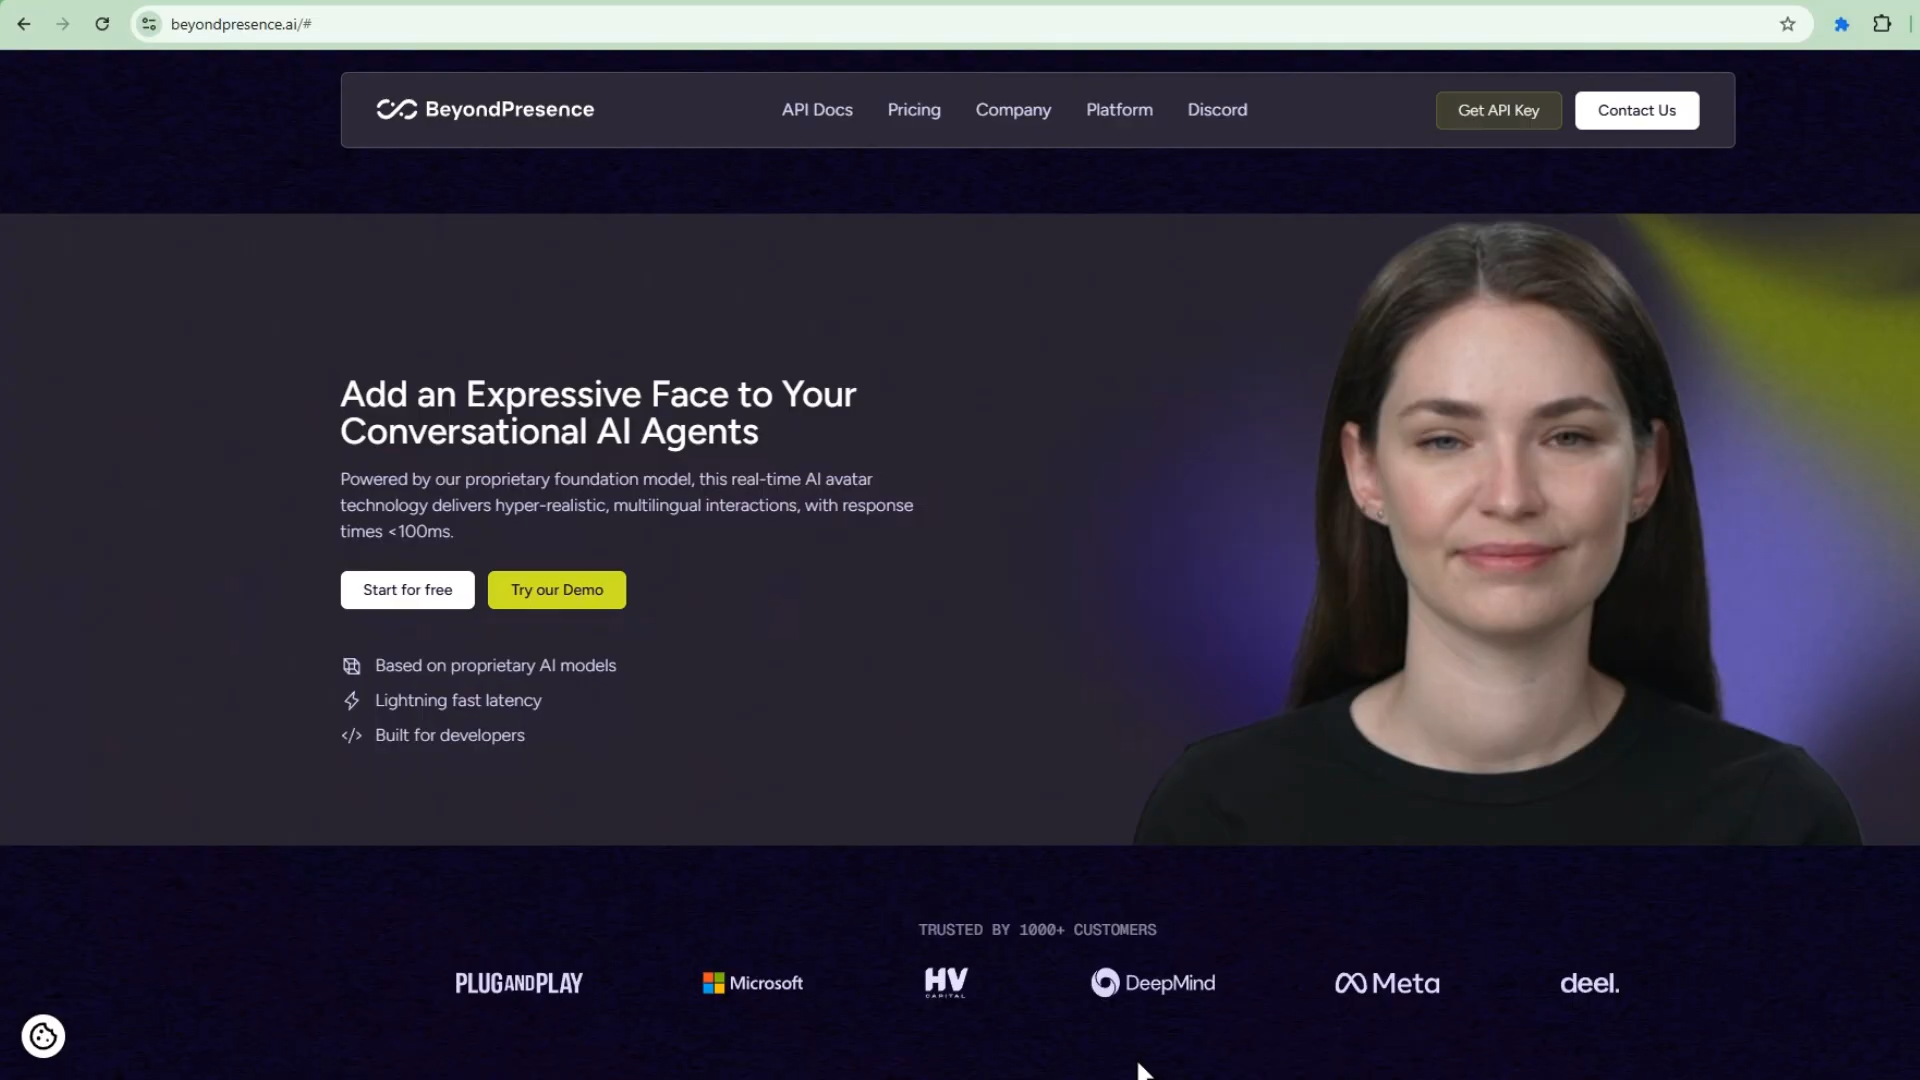 beyondpresence.ai/#
BeyondPresence
API Docs
Pricing
Company
Platform
Discord
Get API Key
Contact Us
Add an Expressive Face to Your
Conversational AI Agents
Powered by our proprietary foundation model, this real-time AI avatar
technology delivers hyper-realistic, multilingual interactions, with response
times <100ms.
Start for free
Try our Demo
Based on proprietary AI models
Lightning fast latency
Built for developers
TRUSTED BY 1000+ CUSTOMERS
PLUGANDPLAY
Microsoft
HV
CAPITAL
DeepMind
Meta
deel.